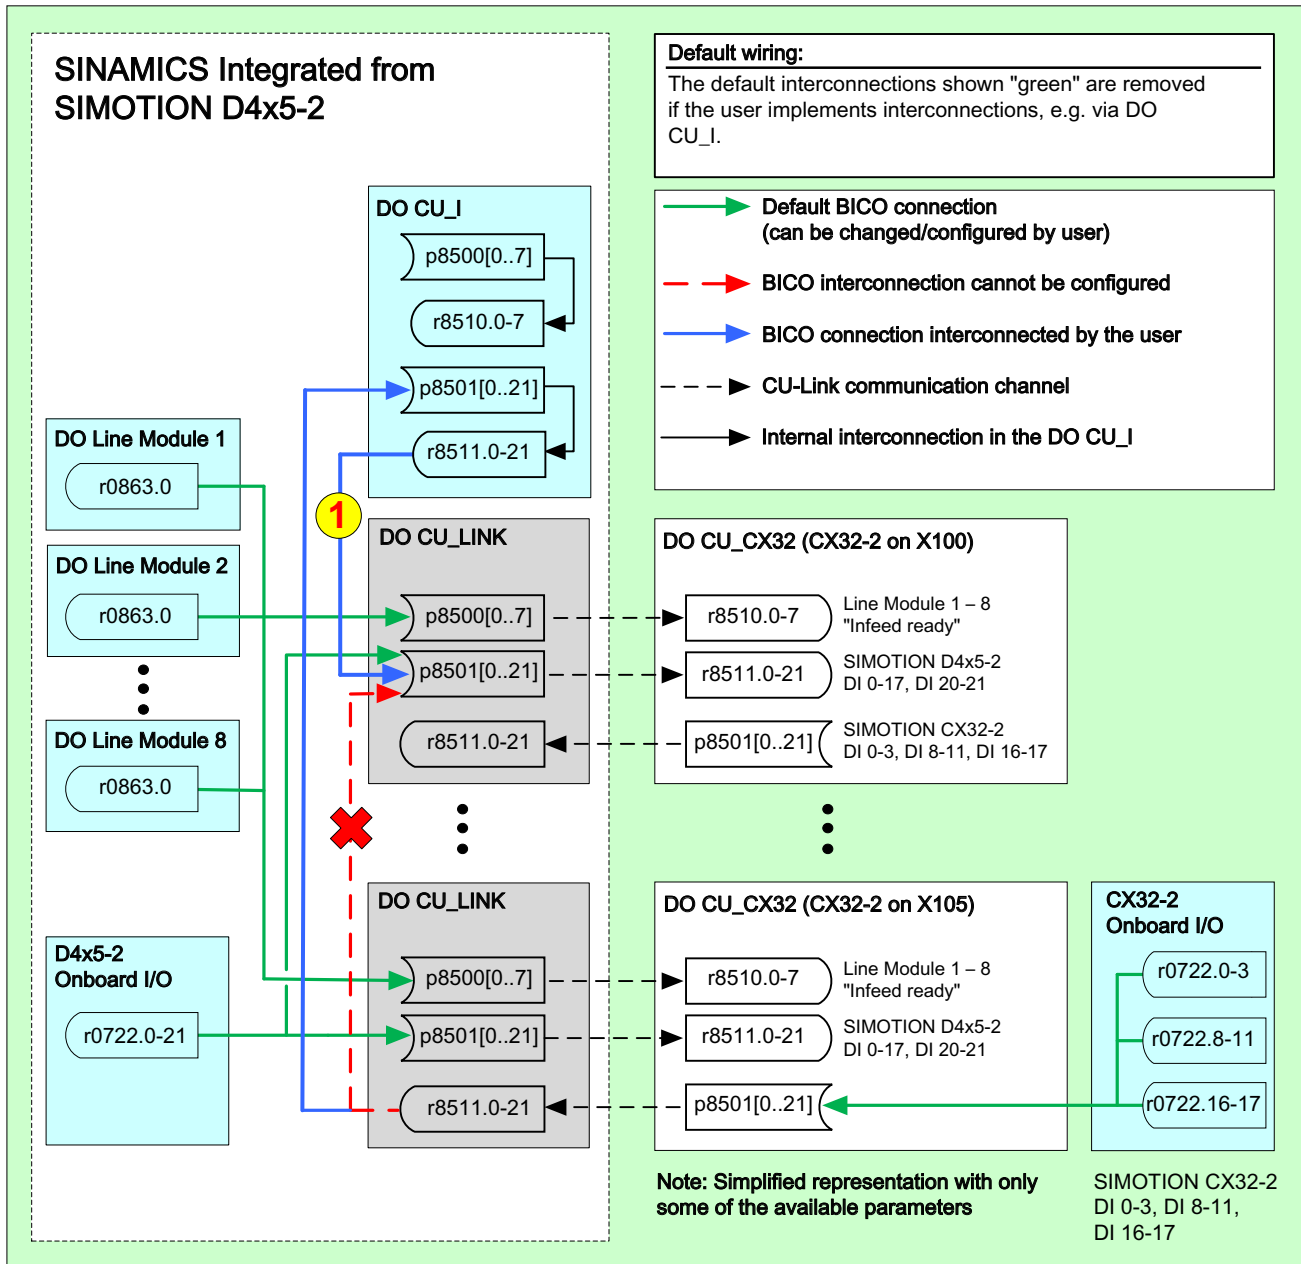 SINAMICS Integrated from
SIMOTION D4x5-2
Default wiring:
The default interconnections shown "green" are removed
if the user implements interconnections, e.g. via DO
CU_I.
Default BICO connection
(can be changed/configured by user)
BICO interconnection cannot be configured
BICO connection interconnected by the user
CU-Link communication channel
Internal interconnection in the DO CU_I
DO CU_I
p8500[0..7]
r8510.0-7
p8501[0..21]
r8511.0-21
1
DO Line Module 1
r0863.0
DO Line Module 2
r0863.0
DO Line Module 8
r0863.0
D4x5-2
Onboard I/O
r0722.0-21
DO CU_LINK
p8500[0..7]
p8501[0..21]
r8511.0-21
DO CU_CX32 (CX32-2 on X100)
r8510.0-7
Line Module 1 – 8
"Infeed ready"
r8511.0-21
SIMOTION D4x5-2
DI 0-17, DI 20-21
p8501[0..21]
SIMOTION CX32-2
DI 0-3, DI 8-11, DI 16-17
DO CU_LINK
p8500[0..7]
p8501[0..21]
r8511.0-21
DO CU_CX32 (CX32-2 on X105)
r8510.0-7
Line Module 1 – 8
"Infeed ready"
r8511.0-21
SIMOTION D4x5-2
DI 0-17, DI 20-21
p8501[0..21]
CX32-2
Onboard I/O
r0722.0-3
r0722.8-11
r0722.16-17
Note: Simplified representation with only
some of the available parameters
SIMOTION CX32-2
DI 0-3, DI 8-11,
DI 16-17